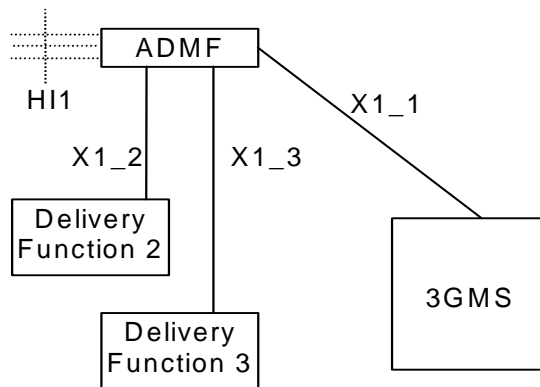 ADMF
HI1
X1_1
X1_2
X1_3
Delivery
Function 2
3GMS
Delivery
Function 3